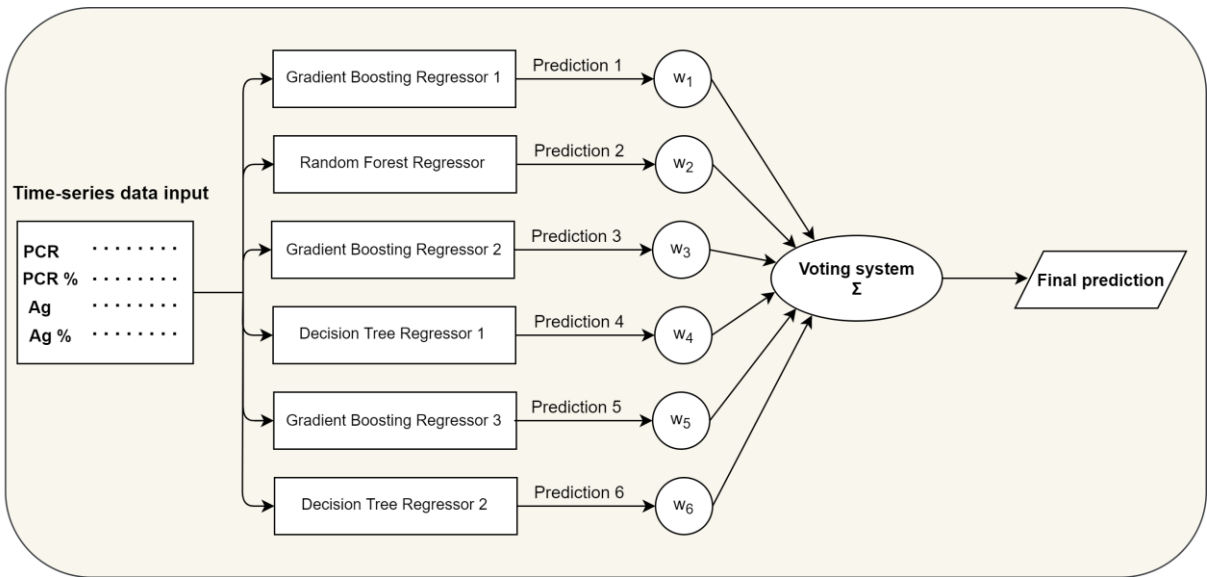 Time-series data input
PCR ........
PCR % ........
Ag ........
Ag % ........
Gradient Boosting Regressor 1
Prediction 1
w1
Random Forest Regressor
Prediction 2
w2
Gradient Boosting Regressor 2
Prediction 3
w3
Decision Tree Regressor 1
Prediction 4
w4
Gradient Boosting Regressor 3
Prediction 5
w5
Decision Tree Regressor 2
Prediction 6
w6
Voting system
Σ
Final prediction